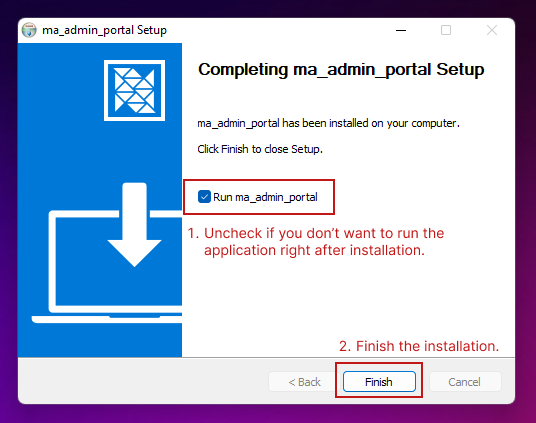 ma_admin_portal Setup
Completing ma_admin_portal Setup
ma_admin_portal has been installed on your computer.
Click Finish to close Setup.
Run ma_admin_portal
1. Uncheck if you don’t want to run the
application right after installation.
2. Finish the installation.
< Back
Finish
Cancel